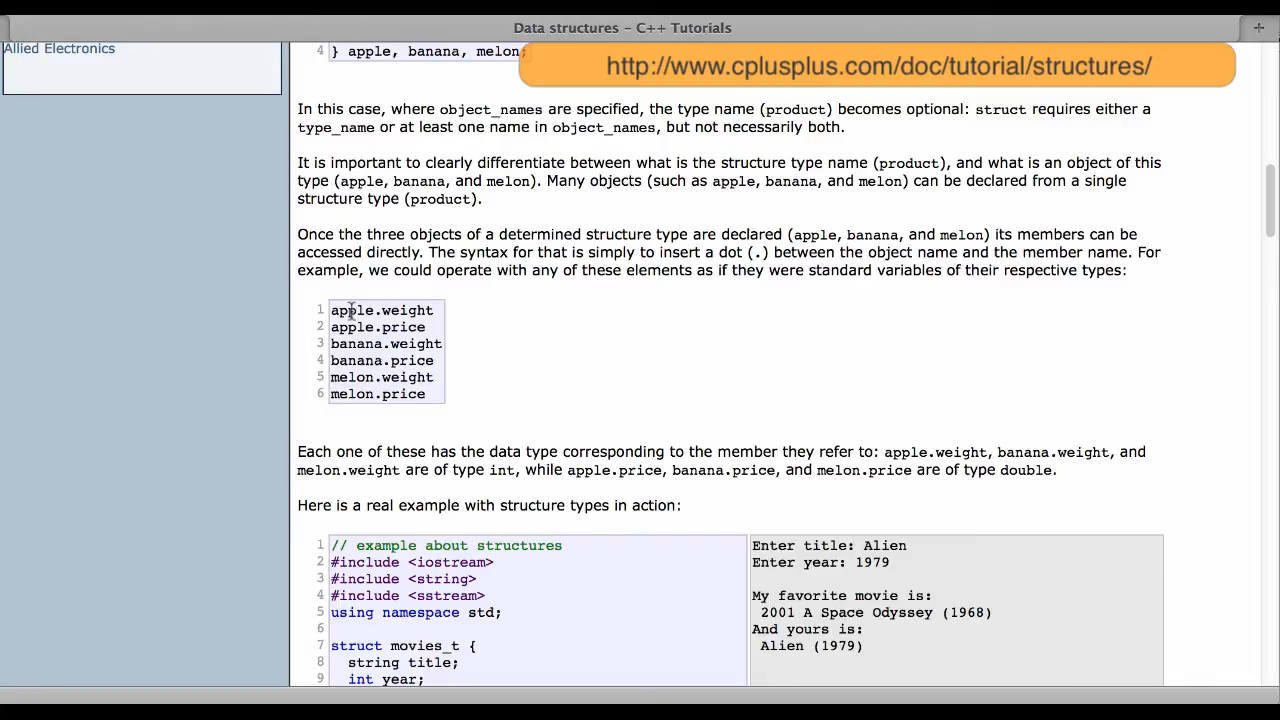 Data structures – C++ Tutorials
+
Allied Electronics
4 } apple, banana, melon;
http://www.cplusplus.com/doc/tutorial/structures/
In this case, where object_names are specified, the type name (product) becomes optional: struct requires either a
type_name or at least one name in object_names, but not necessarily both.
It is important to clearly differentiate between what is the structure type name (product), and what is an object of this
type (apple, banana, and melon). Many objects (such as apple, banana, and melon) can be declared from a single
structure type (product).
Once the three objects of a determined structure type are declared (apple, banana, and melon) its members can be
accessed directly. The syntax for that is simply to insert a dot (.) between the object name and the member name. For
example, we could operate with any of these elements as if they were standard variables of their respective types:
1 apple.weight
2 apple.price
3 banana.weight
4 banana.price
5 melon.weight
6 melon.price
Each one of these has the data type corresponding to the member they refer to: apple.weight, banana.weight, and
melon.weight are of type int, while apple.price, banana.price, and melon.price are of type double.
Here is a real example with structure types in action:
1 // example about structures
2 #include <iostream>
3 #include <string>
4 #include <sstream>
5 using namespace std;
6
7 struct movies_t {
8 string title;
9 int year;
Enter title: Alien
Enter year: 1979
My favorite movie is:
2001 A Space Odyssey (1968)
And yours is:
Alien (1979)